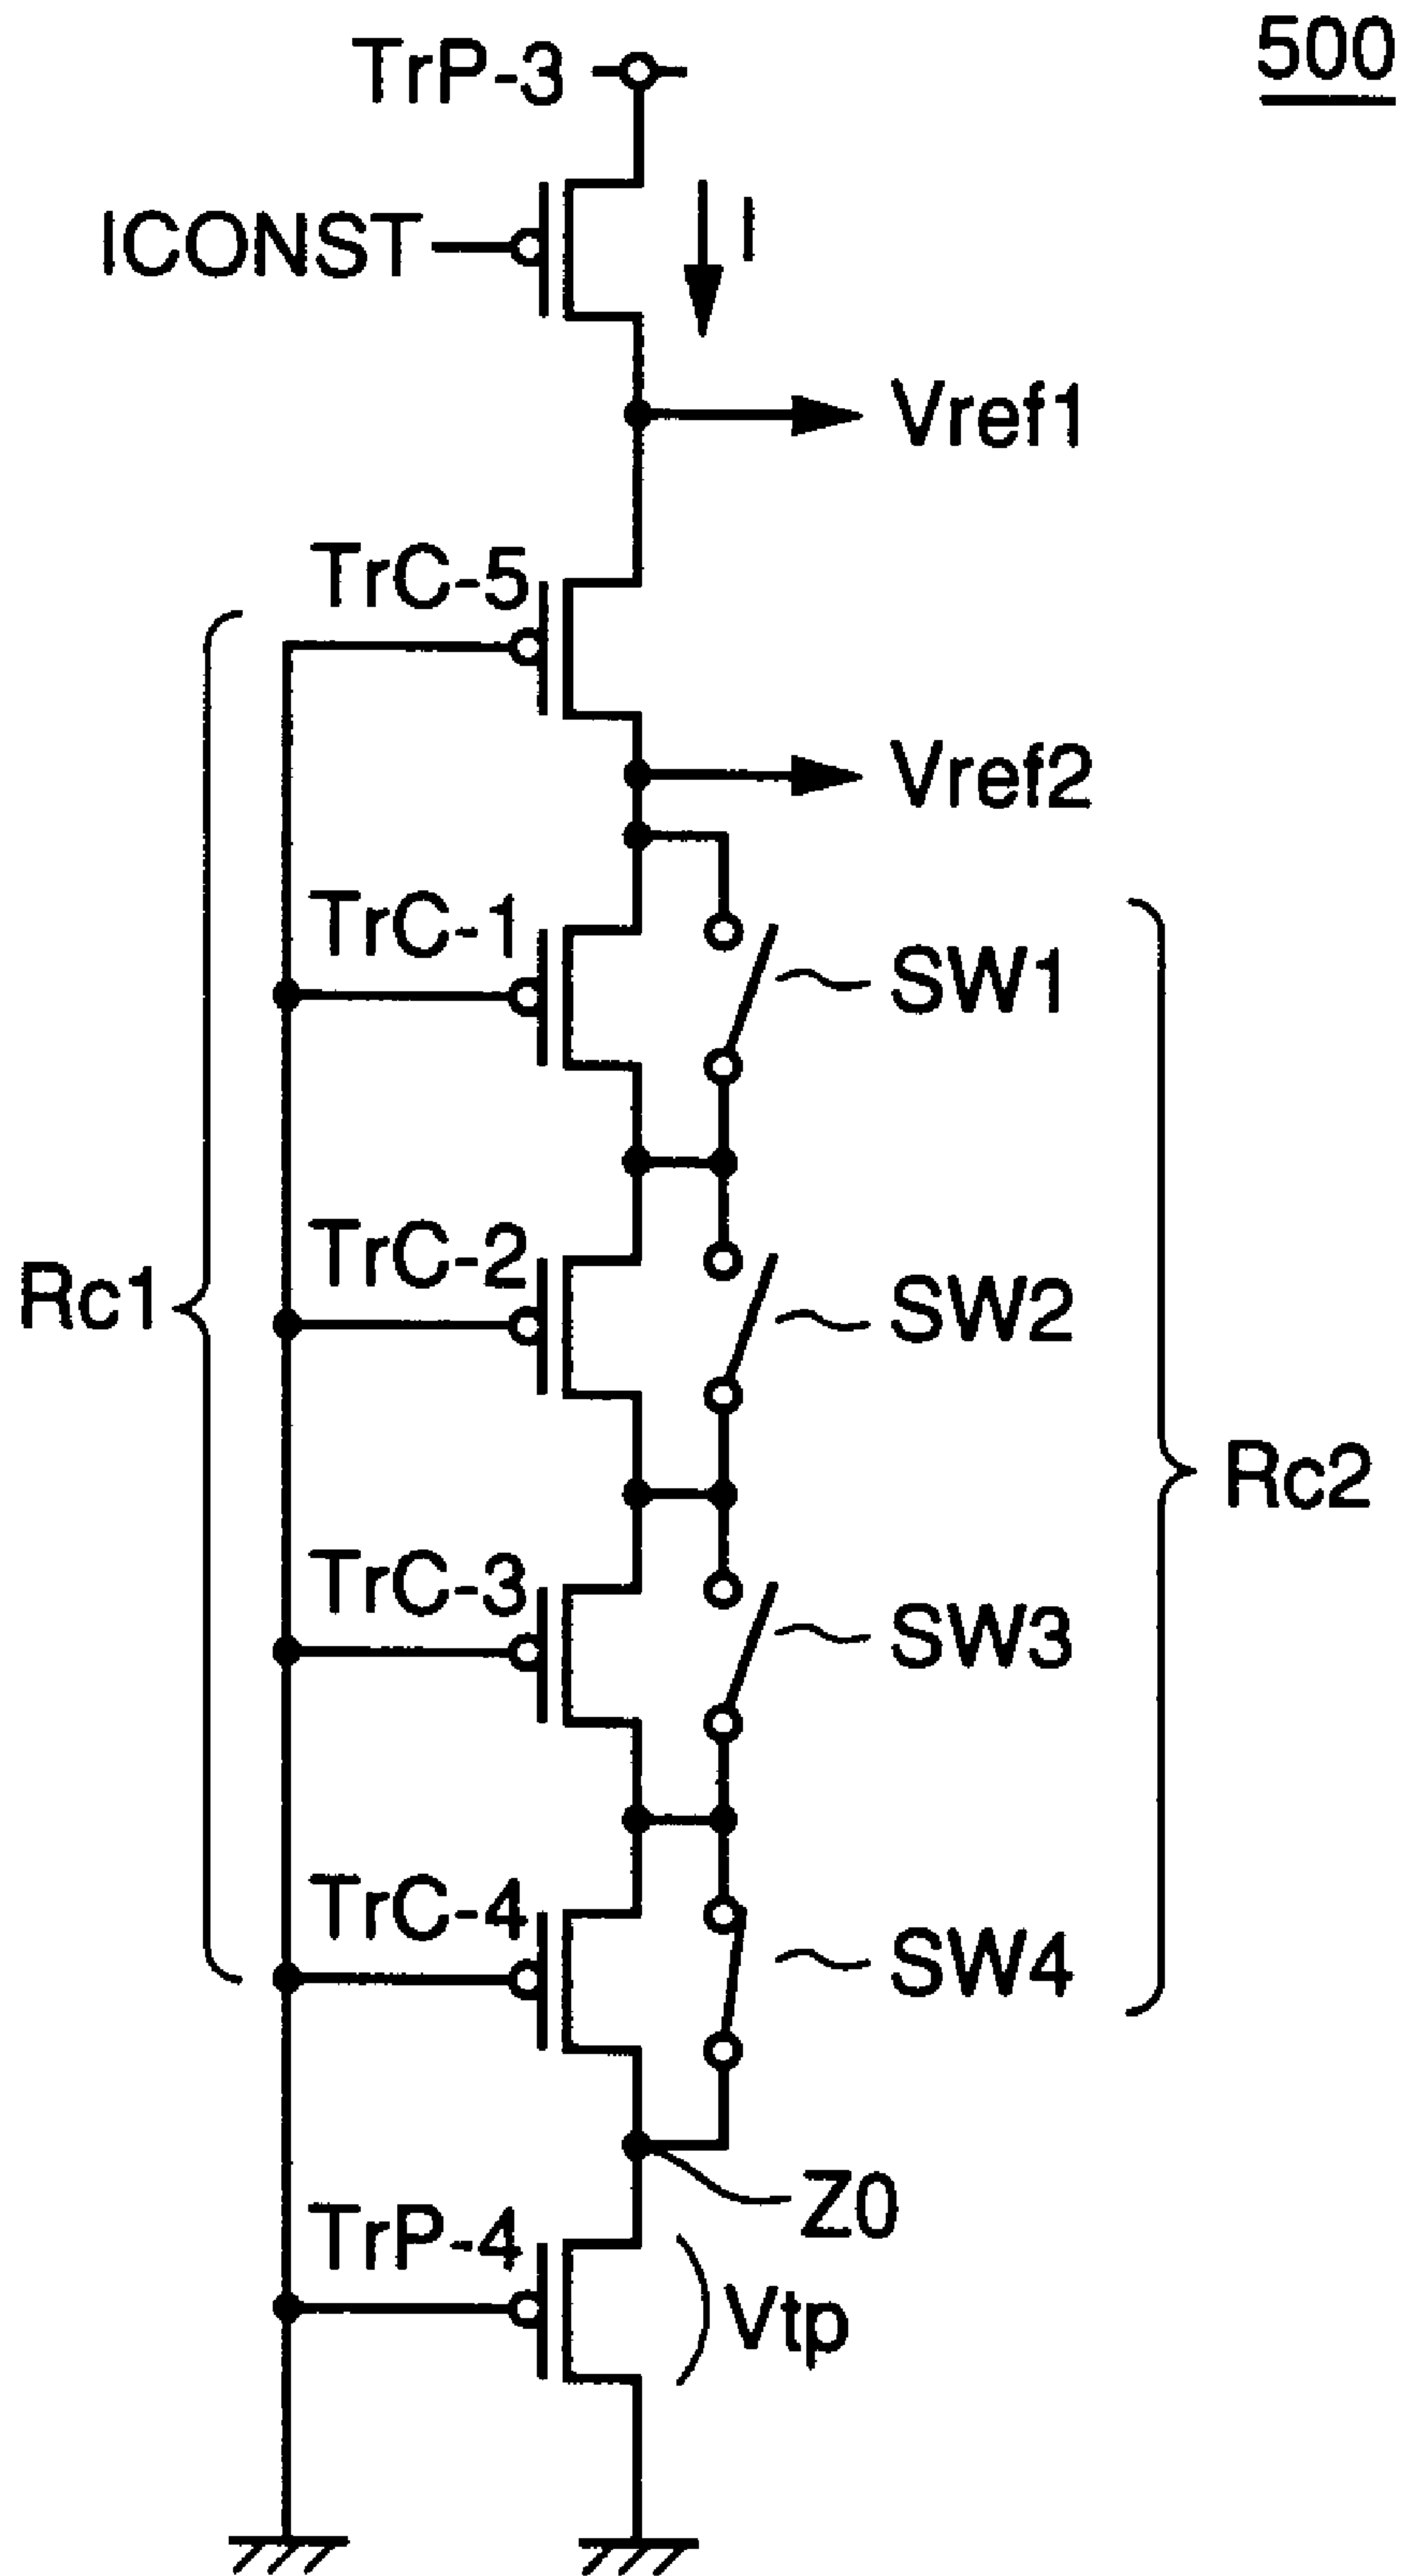 500
TrP-3
ICONST
I
Vref1
TrC-5
Vref2
TrC-1
SW1
TrC-2
Rc1
SW2
Rc2
TrC-3
SW3
TrC-4
SW4
Z0
TrP-4
Vtp